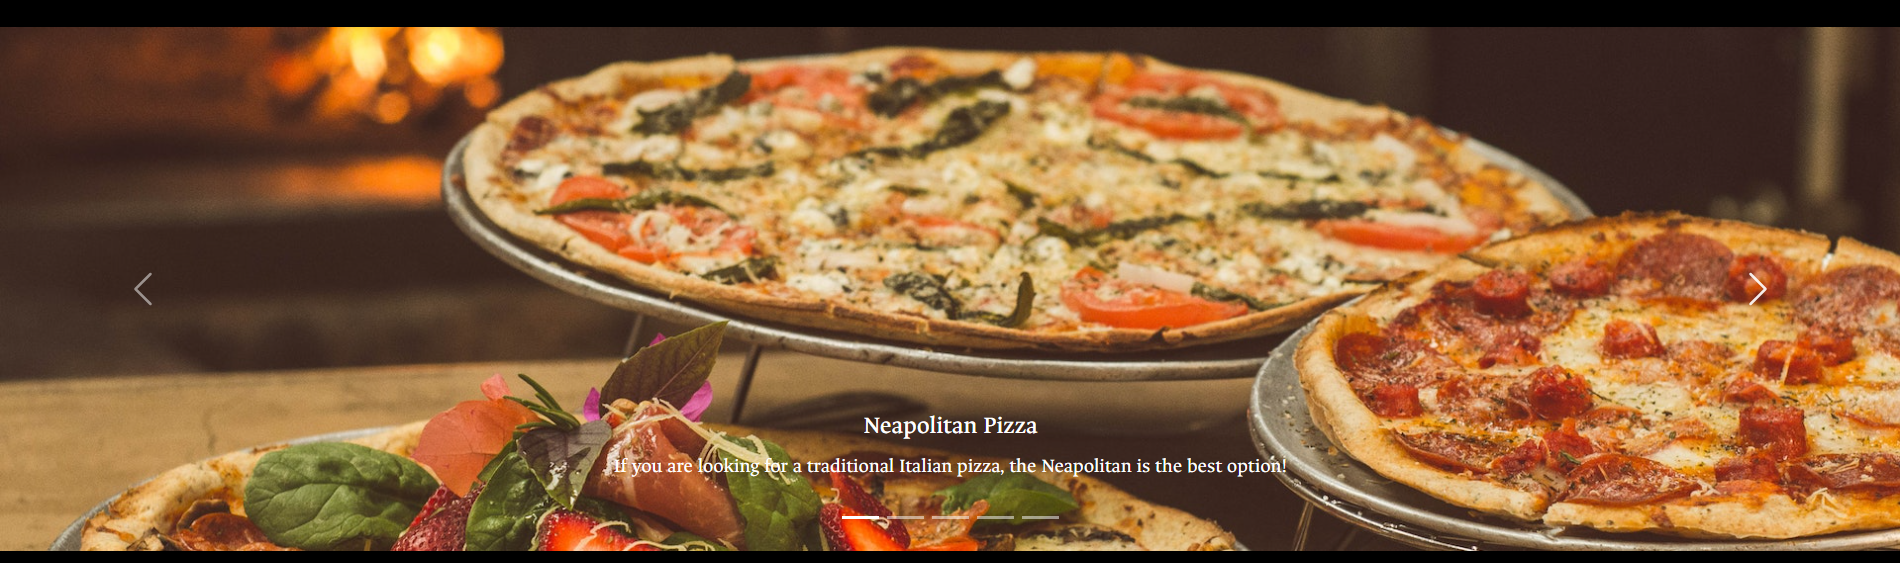 Neapolitan Pizza
If you are looking for a traditional Italian pizza, the Neapolitan is the best option!